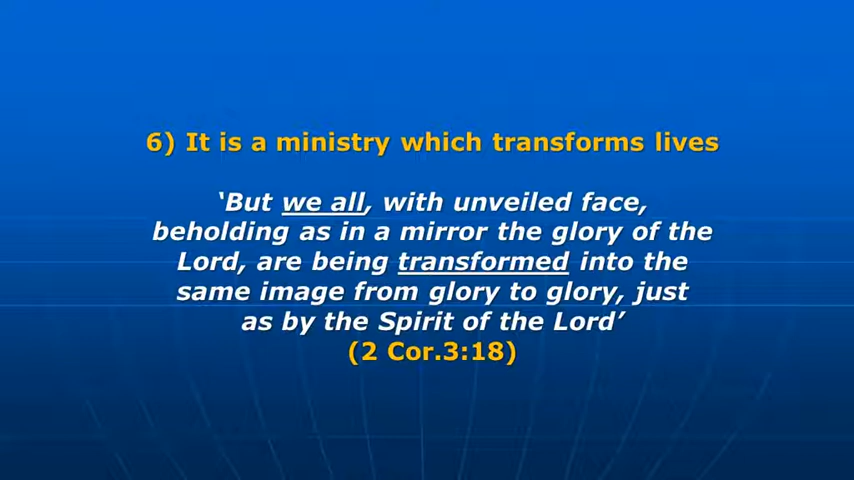 6) It is a ministry which transforms lives
‘But we all, with unveiled face,
beholding as in a mirror the glory of the
Lord, are being transformed into the
same image from glory to glory, just
as by the Spirit of the Lord’
(2 Cor.3:18)